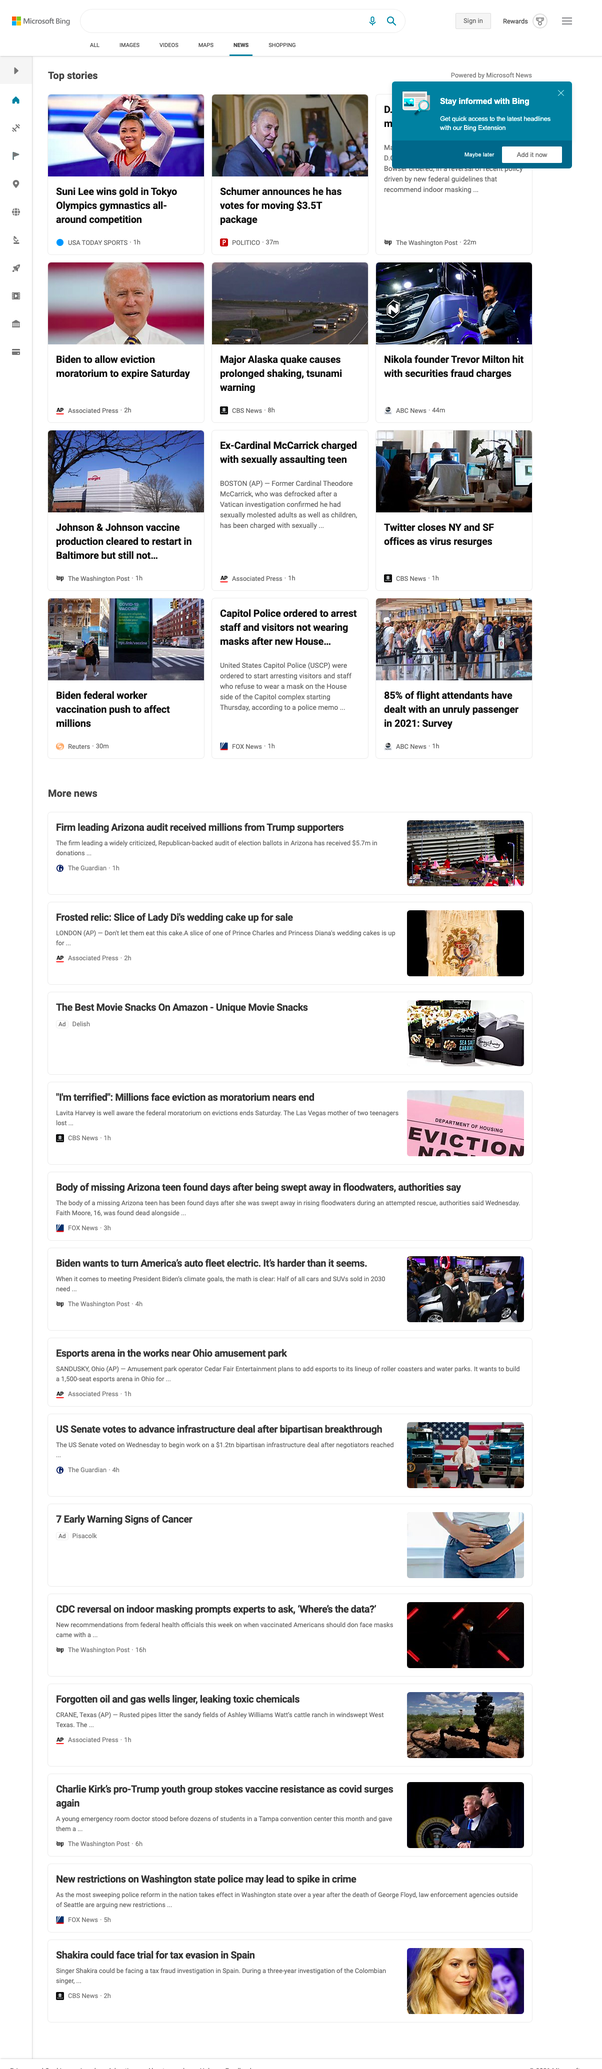 Microsoft Bing
Sign in
Rewards
ALL
IMAGES
VIDEOS
MAPS
NEWS
SHOPPING
Top stories
Powered by Microsoft News
Stay informed with Bing
Get quick access to the latest headlines
with our Bing Extension
Maybe later
Add it now
Suni Lee wins gold in Tokyo
Olympics gymnastics all-
around competition
USA TODAY SPORTS · 1h
Schumer announces he has
votes for moving $3.5T
package
POLITICO · 37m
D.
m
Ma
D.C
Bowser ordered, in a reversal of recent policy
driven by new federal guidelines that
recommend indoor masking ...
The Washington Post · 22m
Biden to allow eviction
moratorium to expire Saturday
AP Associated Press · 2h
Major Alaska quake causes
prolonged shaking, tsunami
warning
CBS News · 8h
Nikola founder Trevor Milton hit
with securities fraud charges
ABC News · 44m
Johnson & Johnson vaccine
production cleared to restart in
Baltimore but still not...
wp The Washington Post · 1h
Ex-Cardinal McCarrick charged
with sexually assaulting teen
BOSTON (AP) — Former Cardinal Theodore
McCarrick, who was defrocked after a
Vatican investigation confirmed he had
sexually molested adults as well as children,
has been charged with sexually ...
AP Associated Press · 1h
Twitter closes NY and SF
offices as virus resurges
CBS News · 1h
Biden federal worker
vaccination push to affect
millions
Reuters · 30m
Capitol Police ordered to arrest
staff and visitors not wearing
masks after new House...
United States Capitol Police (USCP) were
ordered to start arresting visitors and staff
who refuse to wear a mask on the House
side of the Capitol complex starting
Thursday, according to a police memo ...
FOX News · 1h
85% of flight attendants have
dealt with an unruly passenger
in 2021: Survey
ABC News · 1h
More news
Firm leading Arizona audit received millions from Trump supporters
The firm leading a widely criticized, Republican-backed audit of election ballots in Arizona has received $5.7m in
donations ...
The Guardian · 1h
Frosted relic: Slice of Lady Di's wedding cake up for sale
LONDON (AP) — Don't let them eat this cake.A slice of one of Prince Charles and Princess Diana's wedding cakes is up
for ...
AP Associated Press · 2h
The Best Movie Snacks On Amazon - Unique Movie Snacks
Ad Delish
SEA SALT
CARAMEL
"I'm terrified": Millions face eviction as moratorium nears end
Lavita Harvey is well aware the federal moratorium on evictions ends Saturday. The Las Vegas mother of two teenagers
lost ...
CBS News · 1h
DEPARTMENT OF HOUSING
EVICTION
Body of missing Arizona teen found days after being swept away in floodwaters, authorities say
The body of a missing Arizona teen has been found days after she was swept away in rising floodwaters during an attempted rescue, authorities said Wednesday.
Faith Moore, 16, was found dead alongside ...
FOX News · 3h
Biden wants to turn America's auto fleet electric. It's harder than it seems.
When it comes to meeting President Biden's climate goals, the math is clear: Half of all cars and SUVs sold in 2030
need ...
wp The Washington Post · 4h
Esports arena in the works near Ohio amusement park
SANDUSKY, Ohio (AP) — Amusement park operator Cedar Fair Entertainment plans to add esports to its lineup of roller coasters and water parks. It wants to build
a 1,500-seat esports arena in Ohio for ...
AP Associated Press · 1h
US Senate votes to advance infrastructure deal after bipartisan breakthrough
The US Senate voted on Wednesday to begin work on a $1.2tn bipartisan infrastructure deal after negotiators reached
...
The Guardian · 4h
7 Early Warning Signs of Cancer
Ad Pisacolk
CDC reversal on indoor masking prompts experts to ask, 'Where's the data?'
New recommendations from federal health officials this week on when vaccinated Americans should don face masks
came with a ...
wp The Washington Post · 16h
Forgotten oil and gas wells linger, leaking toxic chemicals
CRANE, Texas (AP) — Rusted pipes litter the sandy fields of Ashley Williams Watt's cattle ranch in windswept West
Texas. The ...
AP Associated Press · 1h
Charlie Kirk's pro-Trump youth group stokes vaccine resistance as covid surges
again
A young emergency room doctor stood before dozens of students in a Tampa convention center this month and gave
them a ...
wp The Washington Post · 6h
New restrictions on Washington state police may lead to spike in crime
As the most sweeping police reform in the nation takes effect in Washington state over a year after the death of George Floyd, law enforcement agencies outside
of Seattle are arguing new restrictions ...
FOX News · 5h
Shakira could face trial for tax evasion in Spain
Singer Shakira could be facing a tax fraud investigation in Spain. During a three-year investigation of the Colombian
singer,...
CBS News · 2h